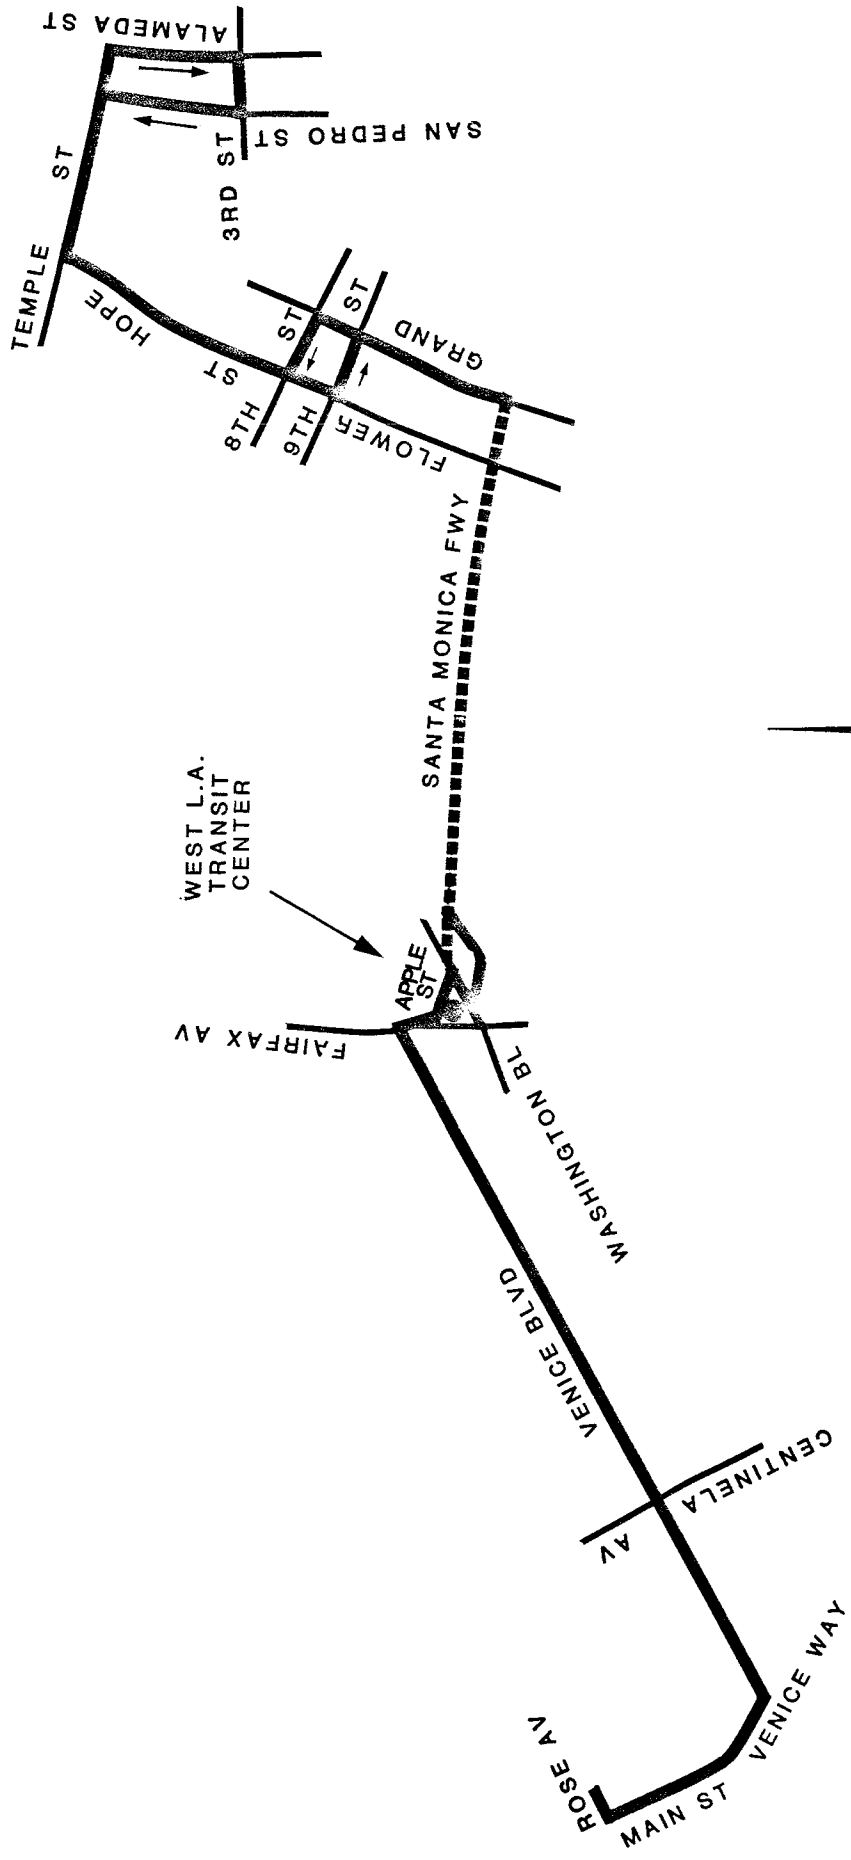 ALAMEDA ST
SAN PEDRO ST
3RD ST
TEMPLE ST
HOPE ST
8TH ST
9TH ST
FLOWER
GRAND
SANTA MONICA FWY
WEST L.A.
TRANSIT
CENTER
APPLE
ST
FAIRFAX AV
WASHINGTON BL
VENICE BLVD
CENTINELA AV
VENICE WAY
MAIN ST
ROSE AV